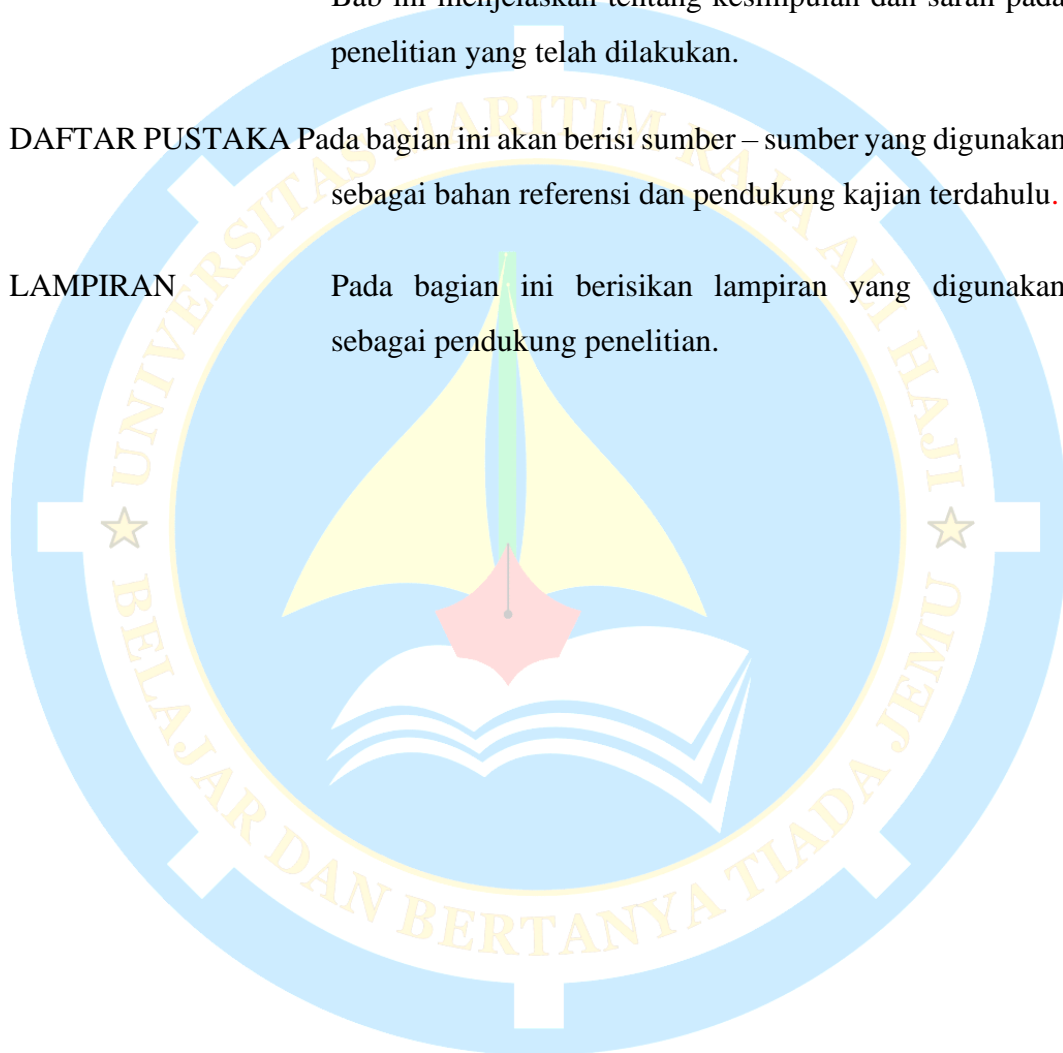 Bab ini menjelaskan tentang kesimpulan dan saran pada
penelitian yang telah dilakukan.
DAFTAR PUSTAKA Pada bagian ini akan berisi sumber – sumber yang digunakan
sebagai bahan referensi dan pendukung kajian terdahulu.
LAMPIRAN Pada bagian ini berisikan lampiran yang digunakan
sebagai pendukung penelitian.
UNIVERSITAS MARITIM RAJA ALI HAJI
BELAJAR DAN BERTANYA TIADA JEMU